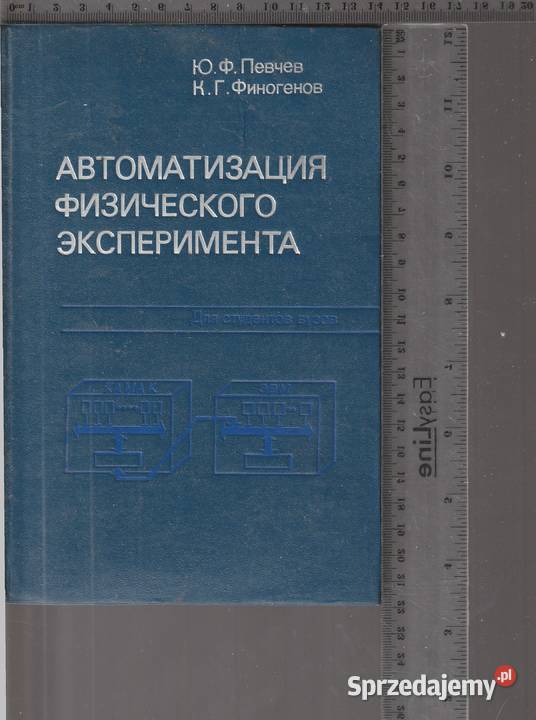 Ю.Ф.Певчев
К.Г.Финогенов
АВТОМАТИЗАЦИЯ
ФИЗИЧЕСКОГО
ЭКСПЕРИМЕНТА
Для студентов вузов
КАМАК
ЭВМ
EasyLine
Sprzedajemy.pl